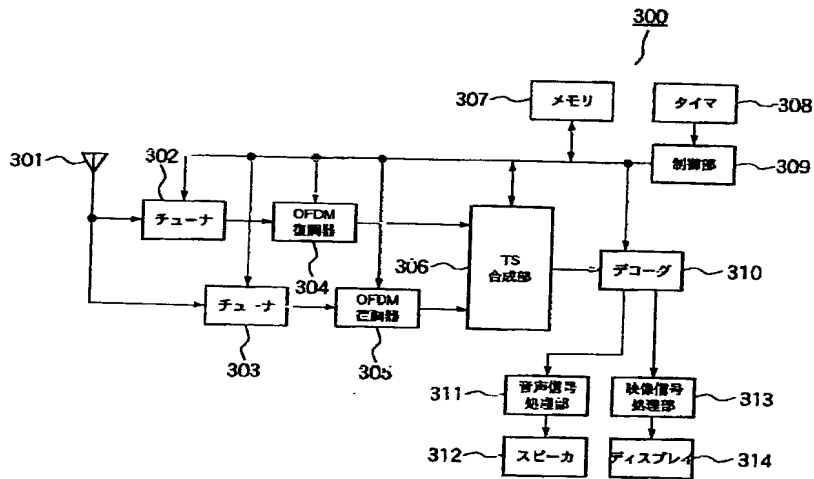 300
307
メモリ
タイマ
308
301
302
制御部
309
チューナ
OFDM
復調器
304
306
TS
合成部
デコーダ
310
チューナ
303
OFDM
復調器
305
311
音声信号
処理部
映像信号
処理部
313
312
スピーカ
ディスプレイ
314